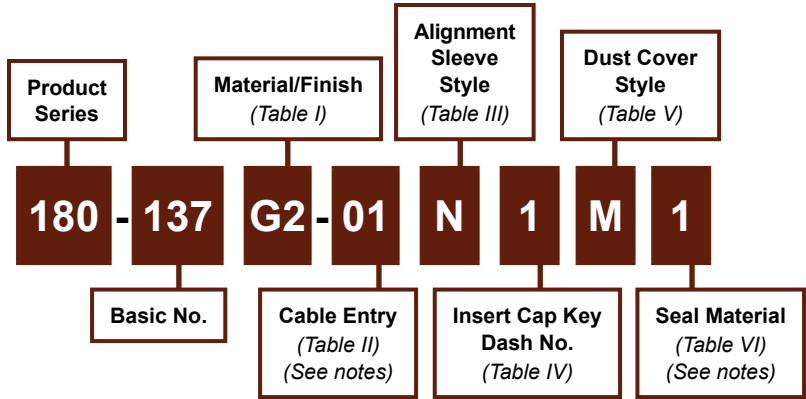 Alignment
Sleeve
Style
(Table III)
Dust Cover
Style
(Table V)
Product
Series
Material/Finish
(Table I)
180 - 137 G2 - 01 N 1 M 1
Basic No.
Cable Entry
(Table II)
(See notes)
Insert Cap Key
Dash No.
(Table IV)
Seal Material
(Table VI)
(See notes)